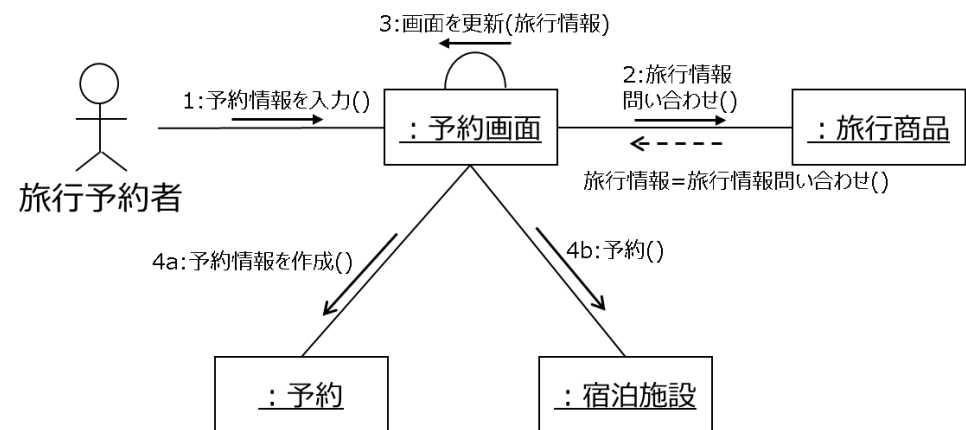 3:画面を更新(旅行情報)
1:予約情報を入力()
2:旅行情報
問い合わせ()
:予約画面
:旅行商品
旅行情報=旅行情報問い合わせ()
旅行予約者
4a:予約情報を作成()
4b:予約()
:予約
:宿泊施設